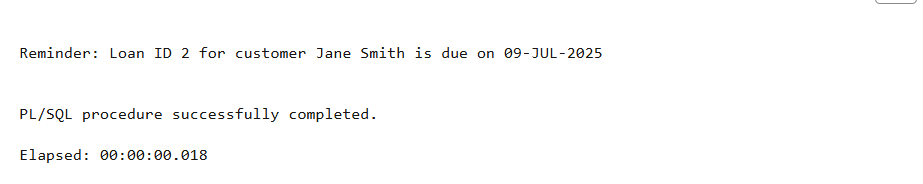 Reminder: Loan ID 2 for customer Jane Smith is due on 09-JUL-2025
PL/SQL procedure successfully completed.
Elapsed: 00:00:00.018